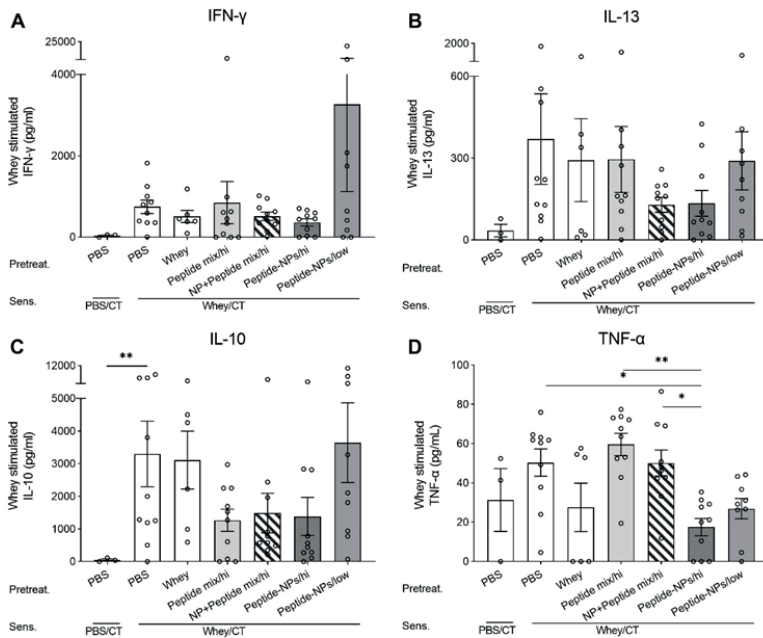 A
IFN-γ
Whey stimulated
IFN-γ (pg/ml)
25000
4000
2000
0
Pretreat.
PBS
PBS
Whey
Peptide mix/hi
NP+Peptide mix/hi
Peptide-NPs/hi
Peptide-NPs/low
Sens.
PBS/CT
Whey/CT
B
IL-13
Whey stimulated
IL-13 (pg/ml)
2000
600
300
0
Pretreat.
PBS
PBS
Whey
Peptide mix/hi
NP+Peptide mix/hi
Peptide-NPs/hi
Peptide-NPs/low
Sens.
PBS/CT
Whey/CT
C
IL-10
Whey stimulated
IL-10 (pg/ml)
12000
5000
4000
3000
2000
1000
0
**
Pretreat.
PBS
PBS
Whey
Peptide mix/hi
NP+Peptide mix/hi
Peptide-NPs/hi
Peptide-NPs/low
Sens.
PBS/CT
Whey/CT
D
TNF-α
Whey stimulated
TNF-α (pg/mL)
100
80
60
40
20
0
**
*
*
Pretreat.
PBS
PBS
Whey
Peptide mix/hi
NP+Peptide mix/hi
Peptide-NPs/hi
Peptide-NPs/low
Sens.
PBS/CT
Whey/CT